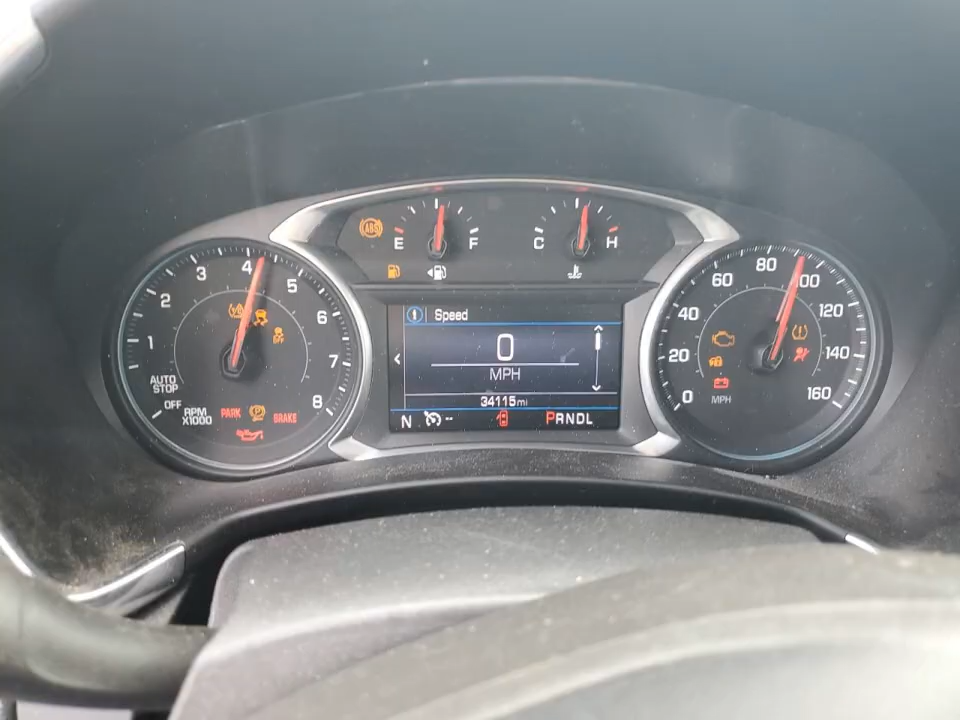 ABS
E F
C H
1 2 3 4 5 6 7 8
AUTO
STOP
OFF
RPM
X1000
PARK
BRAKE
Speed
0
MPH
34115mi
N --
PRNDL
0 20 40 60 80 100 120 140 160
MPH